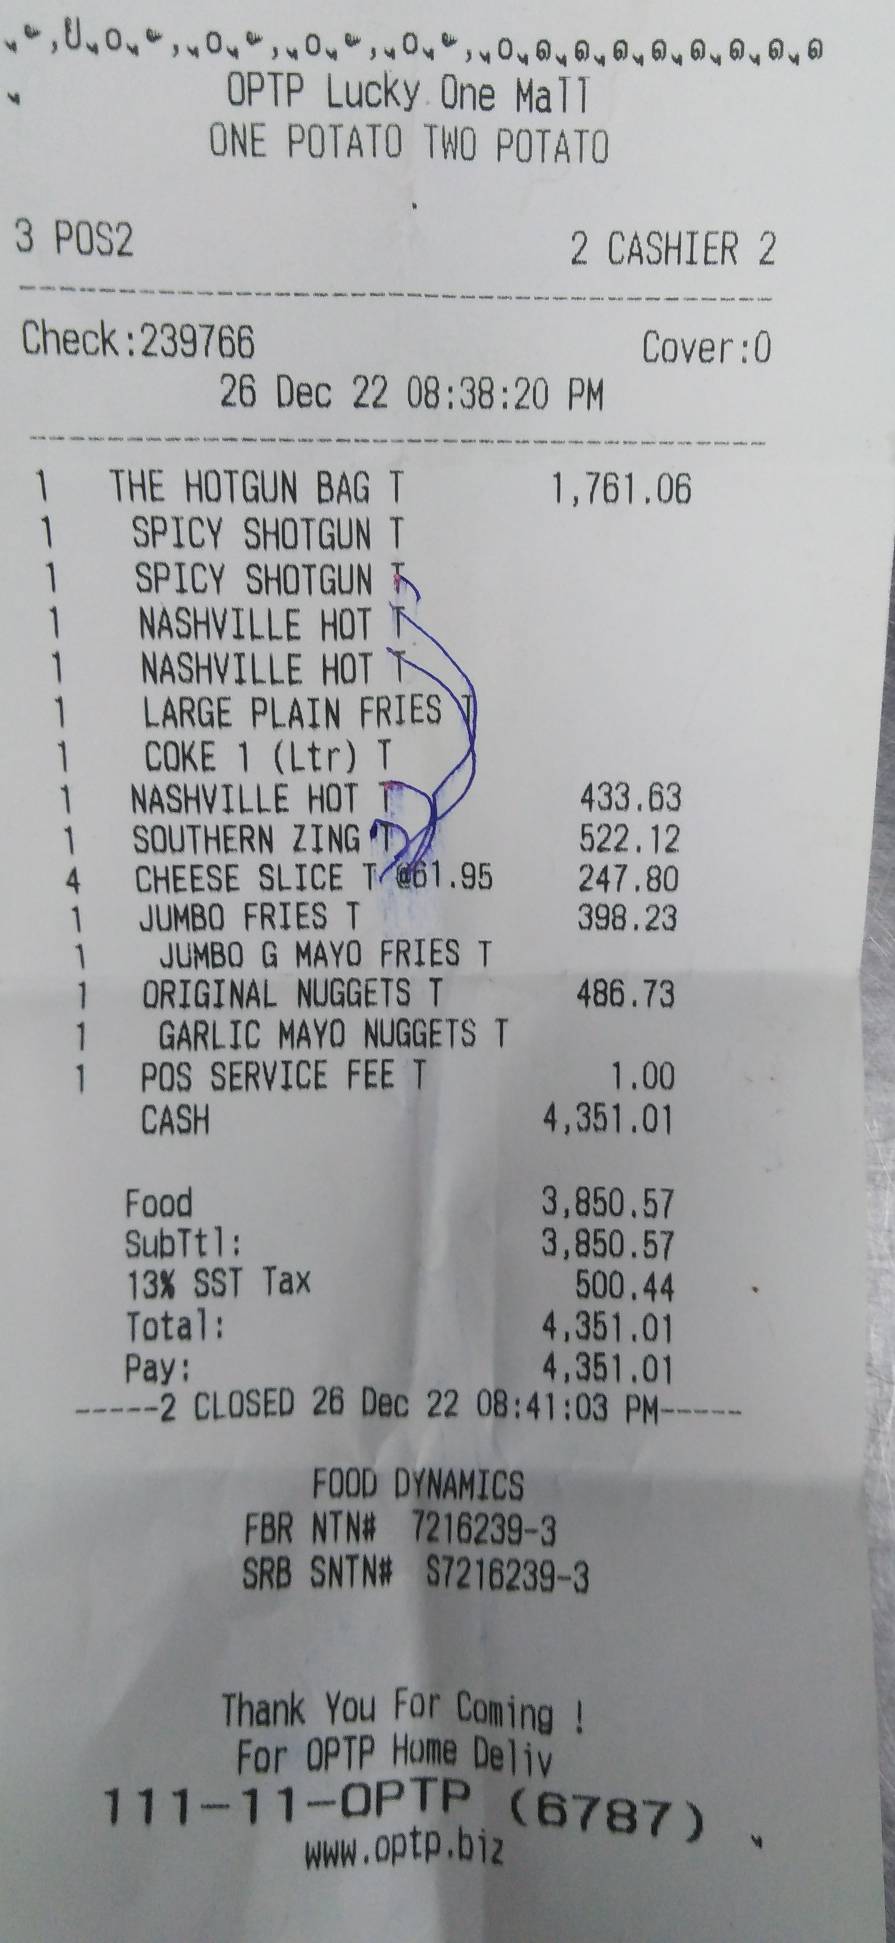 OPTP Lucky One Mall
ONE POTATO TWO POTATO
3 POS2 2 CASHIER 2
Check:239766 Cover:0
26 Dec 22 08:38:20 PM
1 THE HOTGUN BAG T 1,761.06
1 SPICY SHOTGUN T
1 SPICY SHOTGUN T
1 NASHVILLE HOT T
1 NASHVILLE HOT T
1 LARGE PLAIN FRIES T
1 COKE 1 (Ltr) T
1 NASHVILLE HOT T 433.63
1 SOUTHERN ZING T 522.12
4 CHEESE SLICE T @61.95 247.80
1 JUMBO FRIES T 398.23
1 JUMBO G MAYO FRIES T
1 ORIGINAL NUGGETS T 486.73
1 GARLIC MAYO NUGGETS T
1 POS SERVICE FEE T 1.00
CASH 4,351.01
Food 3,850.57
SubTtl: 3,850.57
13% SST Tax 500.44
Total: 4,351.01
Pay: 4,351.01
-----2 CLOSED 26 Dec 22 08:41:03 PM-----
FOOD DYNAMICS
FBR NTN# 7216239-3
SRB SNTN# S7216239-3
Thank You For Coming !
For OPTP Home Deliv
111-11-OPTP (6787)
www.optp.biz